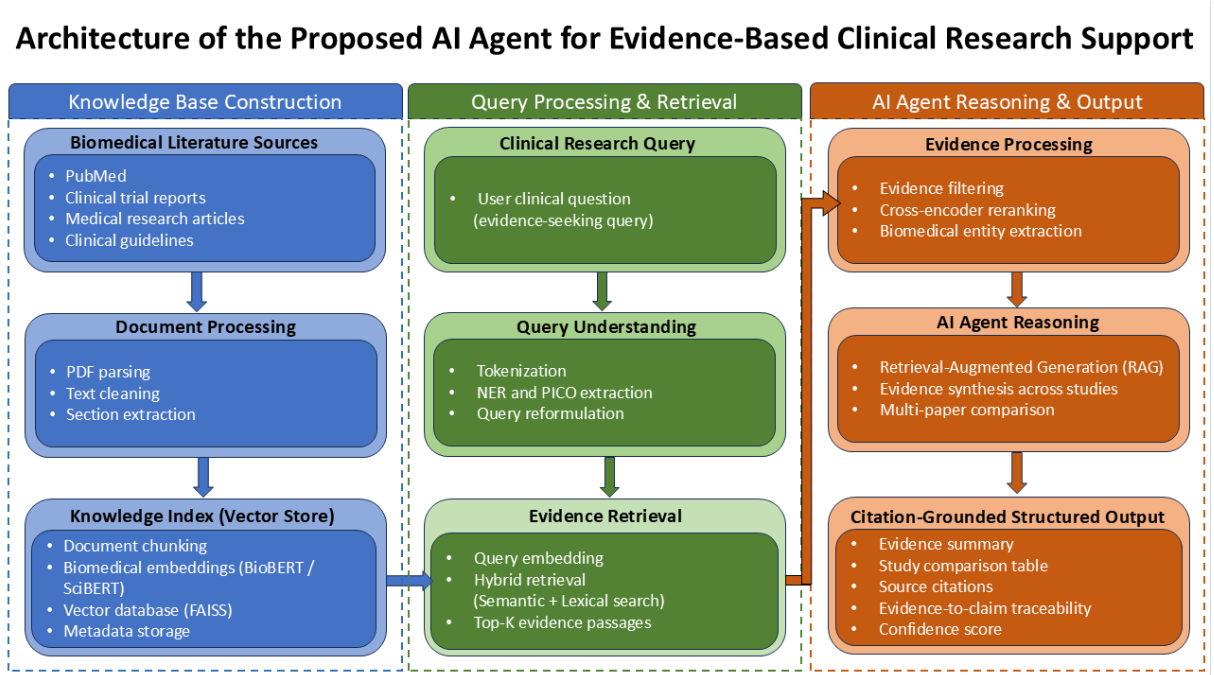 Architecture of the Proposed AI Agent for Evidence-Based Clinical Research Support
Knowledge Base Construction
Biomedical Literature Sources
• PubMed
• Clinical trial reports
• Medical research articles
• Clinical guidelines
Document Processing
• PDF parsing
• Text cleaning
• Section extraction
Knowledge Index (Vector Store)
• Document chunking
• Biomedical embeddings (BioBERT /
SciBERT)
• Vector database (FAISS)
• Metadata storage
Query Processing & Retrieval
Clinical Research Query
• User clinical question
(evidence-seeking query)
Query Understanding
• Tokenization
• NER and PICO extraction
• Query reformulation
Evidence Retrieval
• Query embedding
• Hybrid retrieval
(Semantic + Lexical search)
• Top-K evidence passages
AI Agent Reasoning & Output
Evidence Processing
• Evidence filtering
• Cross-encoder reranking
• Biomedical entity extraction
AI Agent Reasoning
• Retrieval-Augmented Generation (RAG)
• Evidence synthesis across studies
• Multi-paper comparison
Citation-Grounded Structured Output
• Evidence summary
• Study comparison table
• Source citations
• Evidence-to-claim traceability
• Confidence score